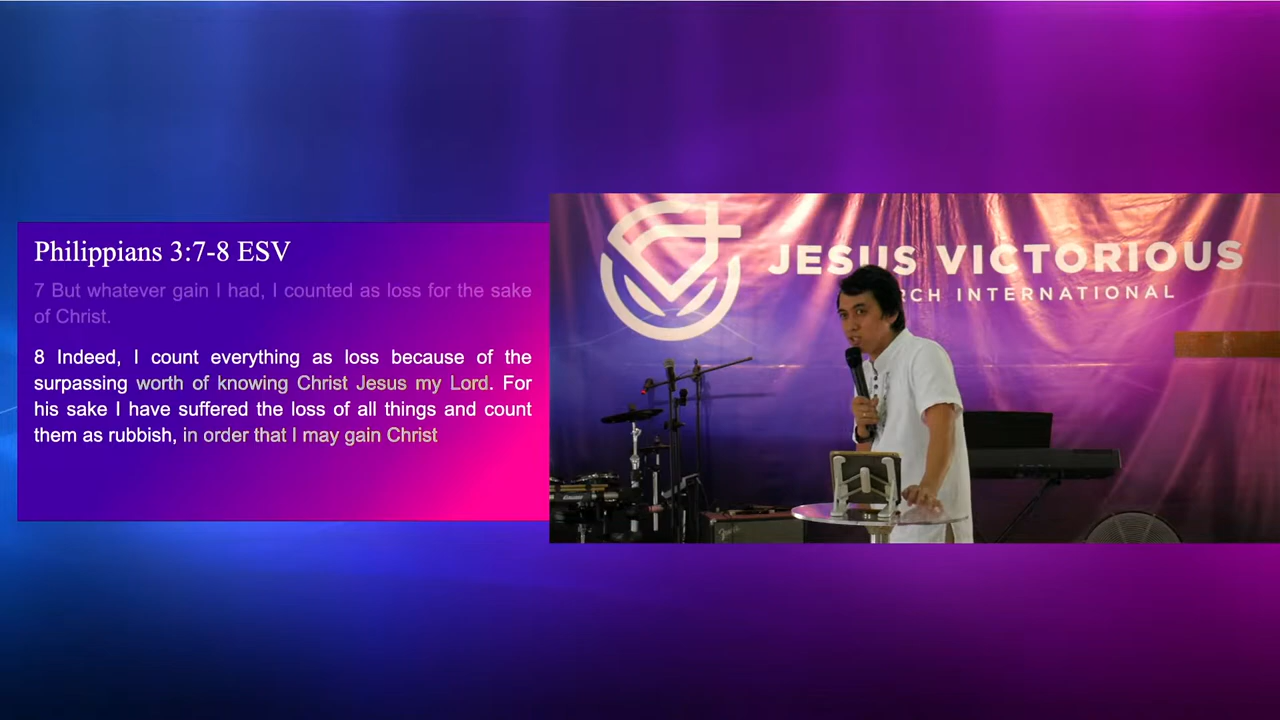 Philippians 3:7-8 ESV
7 But whatever gain I had, I counted as loss for the sake
of Christ.
8 Indeed, I count everything as loss because of the
surpassing worth of knowing Christ Jesus my Lord. For
his sake I have suffered the loss of all things and count
them as rubbish, in order that I may gain Christ
JESUS VICTORIOUS
RCH INTERNATIONAL
Fender